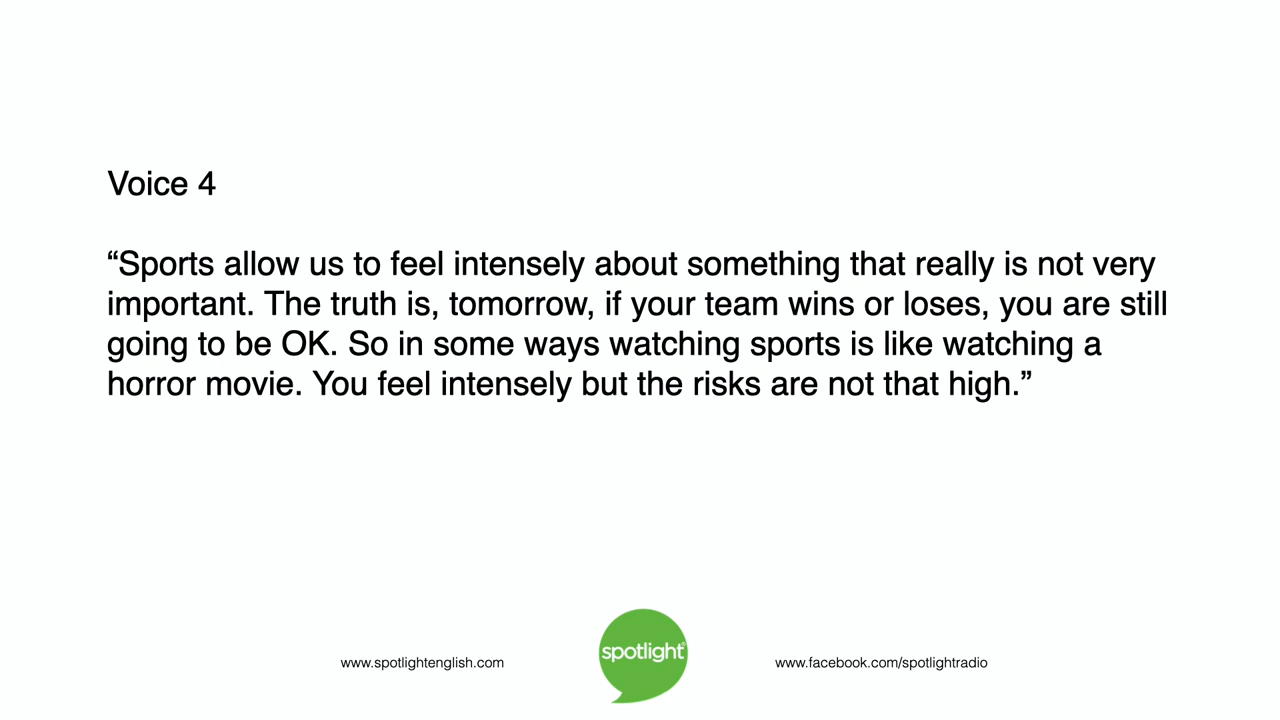 Voice 4
“Sports allow us to feel intensely about something that really is not very
important. The truth is, tomorrow, if your team wins or loses, you are still
going to be OK. So in some ways watching sports is like watching a
horror movie. You feel intensely but the risks are not that high.”
www.spotlightenglish.com
spotlight®
www.facebook.com/spotlightradio